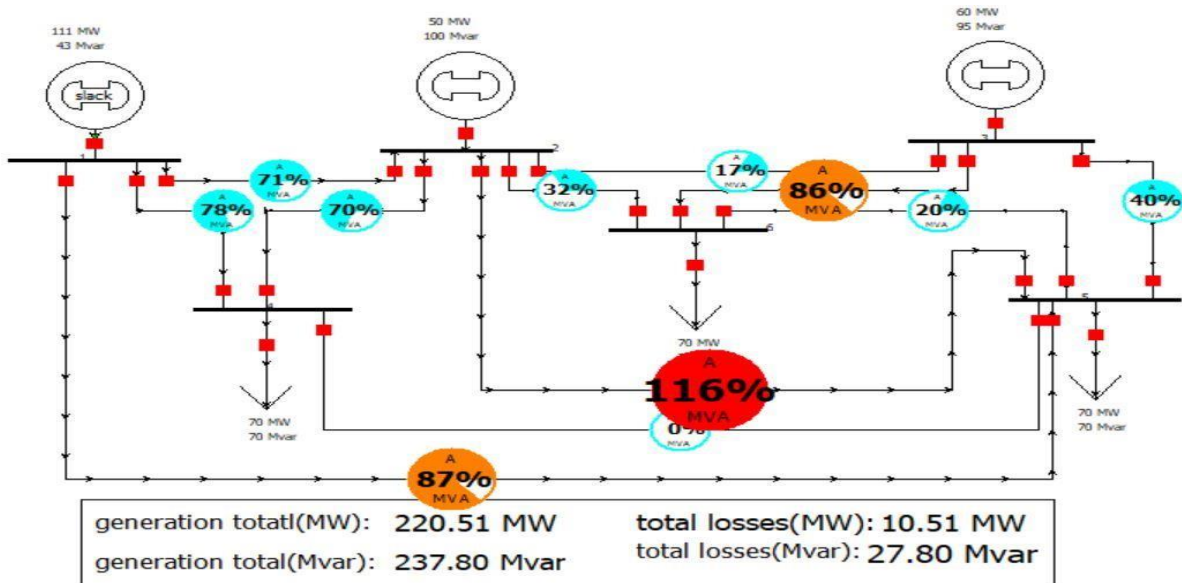 60 MW
95 Mvar
50 MW
100 Mvar
111 MW
43 Mvar
slack
1
2
3
A
71%
MVA
A
17%
MVA
A
32%
MVA
A
86%
MVA
A
40%
MVA
78%
MVA
70%
MVA
A
20%
MVA
6
4
5
70 MW
A
116%
MVA
70 MW
70 Mvar
70 MW
70 Mvar
0%
MVA
A
87%
MVA
generation totatl(MW): 220.51 MW
total losses(MW): 10.51 MW
generation total(Mvar): 237.80 Mvar
total losses(Mvar): 27.80 Mvar